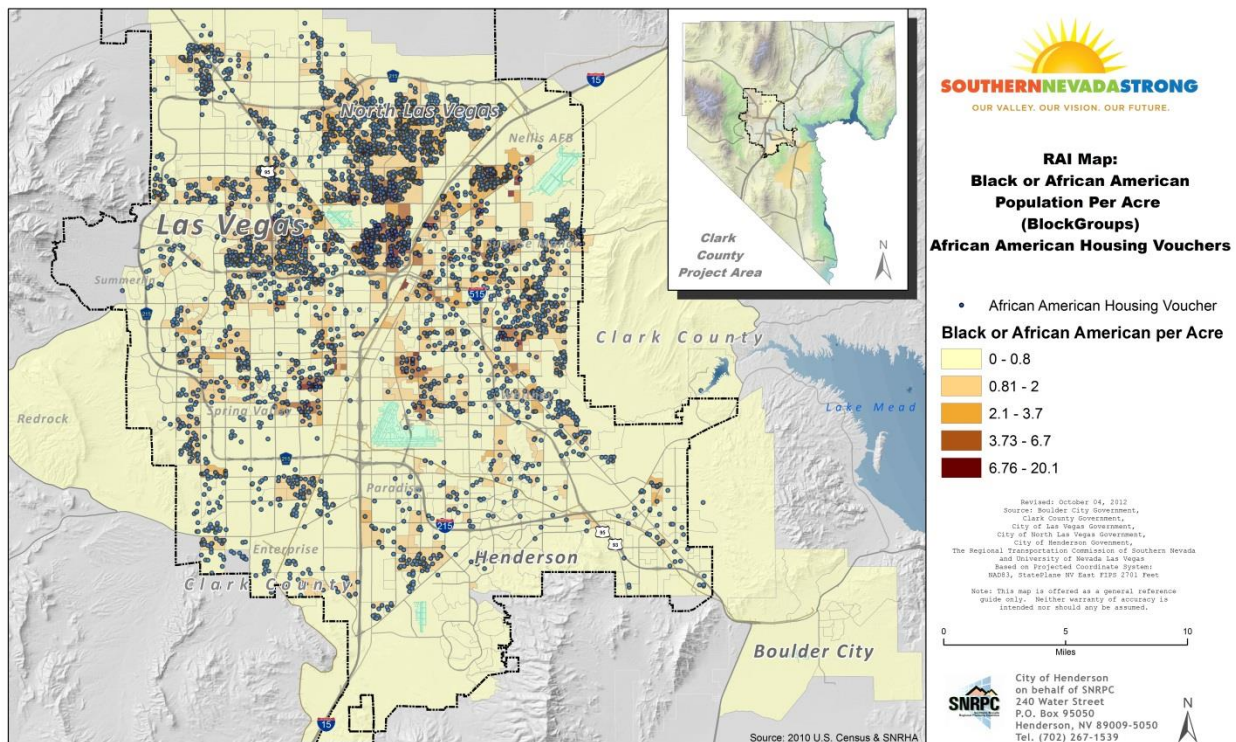 15
215
North Las Vegas
Nellis AFB
95
Las Vegas
Summerlin
515
215
Clark County
Spring Valley
Redrock
Lake Mead
215
Paradise
215
95
Enterprise
Henderson
Clark County
Boulder City
15
Source: 2010 U.S. Census & SNRHA
Clark
County
Project Area
N
SOUTHERNNEVADASTRONG
OUR VALLEY. OUR VISION. OUR FUTURE.
RAI Map:
Black or African American
Population Per Acre
(BlockGroups)
African American Housing Vouchers
African American Housing Voucher
Black or African American per Acre
0 - 0.8
0.81 - 2
2.1 - 3.7
3.73 - 6.7
6.76 - 20.1
Revised: October 04, 2012
Source: Boulder City Government,
Clark County Government,
City of Las Vegas Government,
City of North Las Vegas Government,
City of Henderson Govenment,
The Regional Transportation Commission of Southern Nevada
and University of Nevada Las Vegas
Based on Projected Coordinate System:
NAD83, StatePlane NV East FIPS 2701 Feet
Note: This map is offered as a general reference
guide only. Neither warranty of accuracy is
intended nor should any be assumed.
0 5 10
Miles
SNRPC
City of Henderson
on behalf of SNRPC
240 Water Street
P.O. Box 95050
Henderson, NV 89009-5050
Tel. (702) 267-1539
N